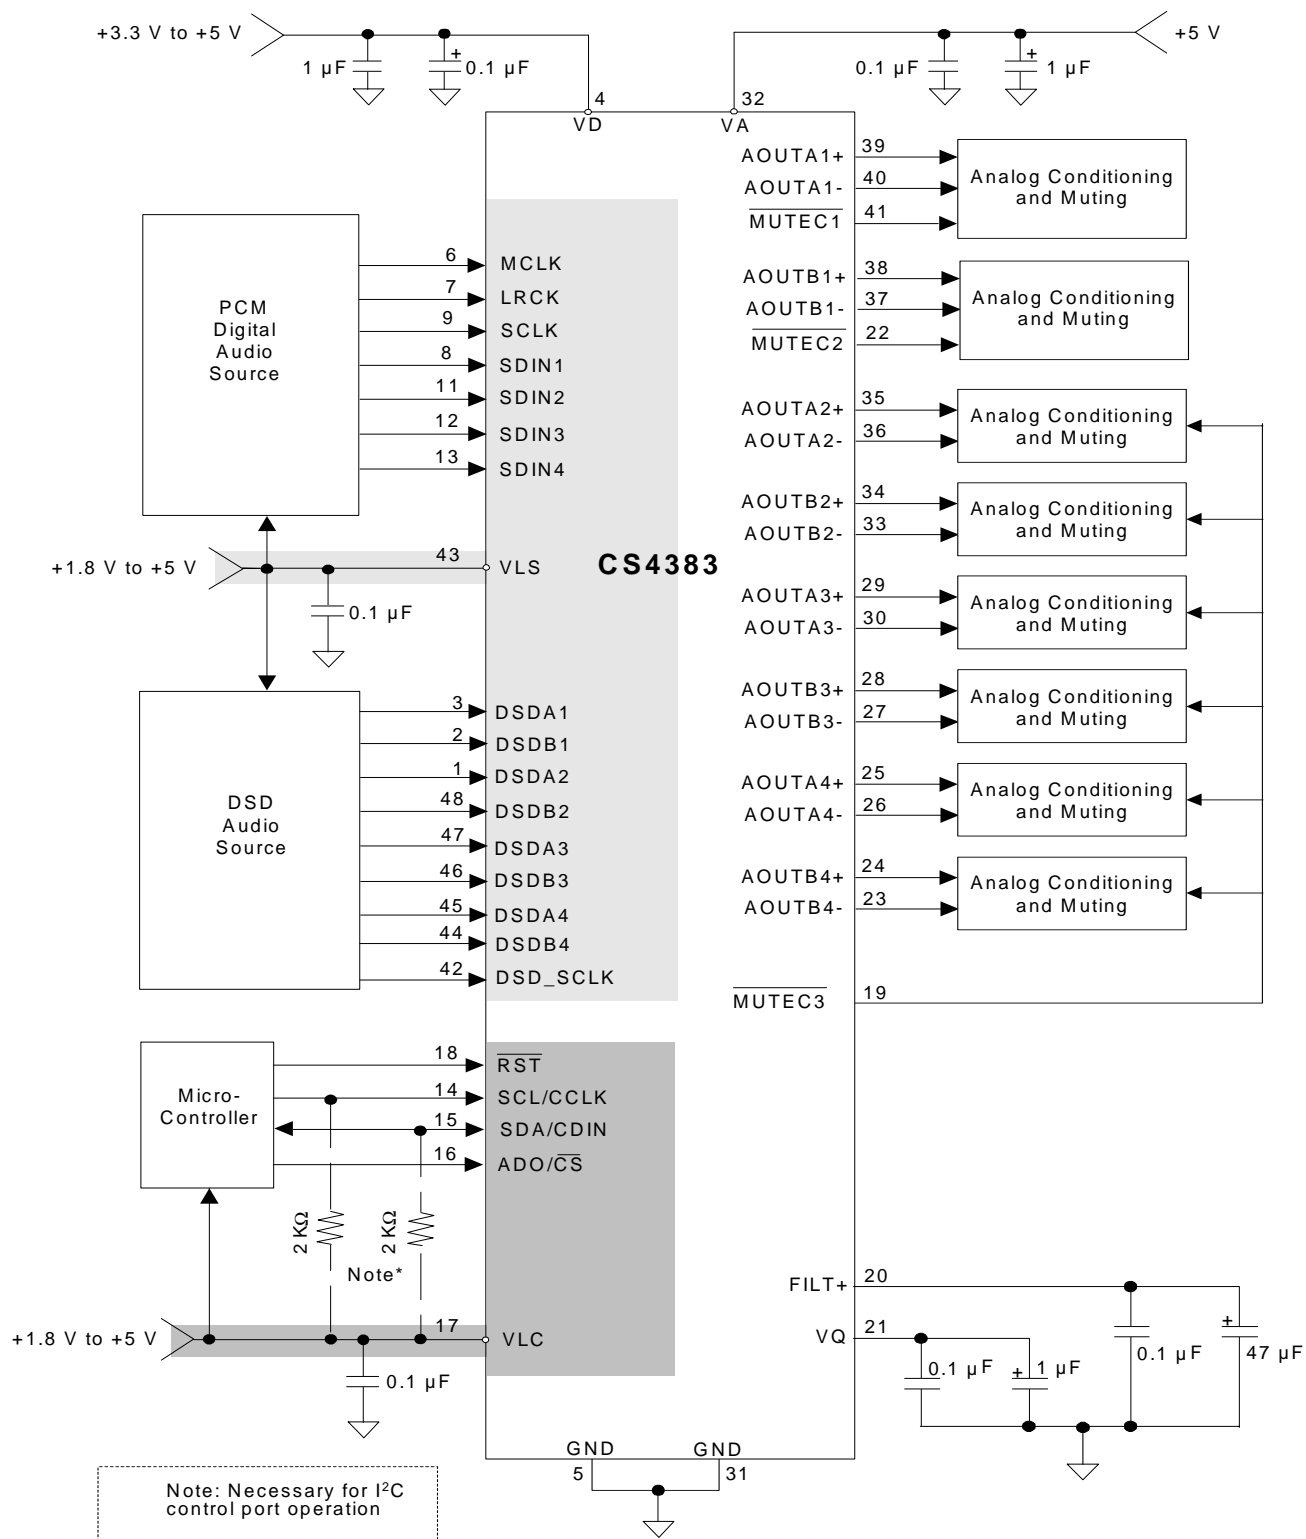 +3.3 V to +5 V
1 µF
+
0.1 µF
4
VD
32
VA
0.1 µF
+
1 µF
+5 V
PCM
Digital
Audio
Source
6
MCLK
7
LRCK
9
SCLK
8
SDIN1
11
SDIN2
12
SDIN3
13
SDIN4
+1.8 V to +5 V
43
VLS
0.1 µF
CS4383
DSD
Audio
Source
3
DSDA1
2
DSDB1
1
DSDA2
48
DSDB2
47
DSDA3
46
DSDB3
45
DSDA4
44
DSDB4
42
DSD_SCLK
Micro-
Controller
18
RST
14
SCL/CCLK
15
SDA/CDIN
16
ADO/CS
2 KΩ
2 KΩ
Note*
+1.8 V to +5 V
17
VLC
0.1 µF
AOUTA1+
39
AOUTA1-
40
MUTEC1
41
Analog Conditioning
and Muting
AOUTB1+
38
AOUTB1-
37
MUTEC2
22
Analog Conditioning
and Muting
AOUTA2+
35
AOUTA2-
36
Analog Conditioning
and Muting
AOUTB2+
34
AOUTB2-
33
Analog Conditioning
and Muting
AOUTA3+
29
AOUTA3-
30
Analog Conditioning
and Muting
AOUTB3+
28
AOUTB3-
27
Analog Conditioning
and Muting
AOUTA4+
25
AOUTA4-
26
Analog Conditioning
and Muting
AOUTB4+
24
AOUTB4-
23
Analog Conditioning
and Muting
MUTEC3
19
FILT+
20
VQ
21
0.1 µF
+
1 µF
0.1 µF
+
47 µF
GND
5
GND
31
Note: Necessary for I²C
control port operation